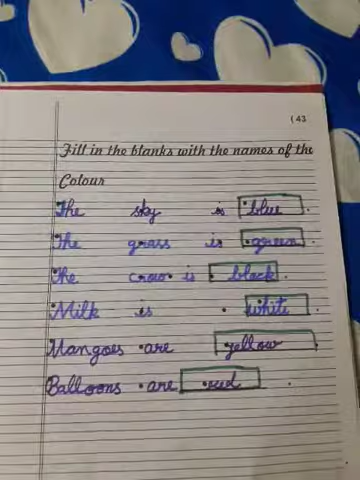 (43
Fill in the blanks with the names of the
Colour
The sky is blue.
The grass is green.
The crow is black.
Milk is white.
Mangoes are yellow.
Balloons are red.